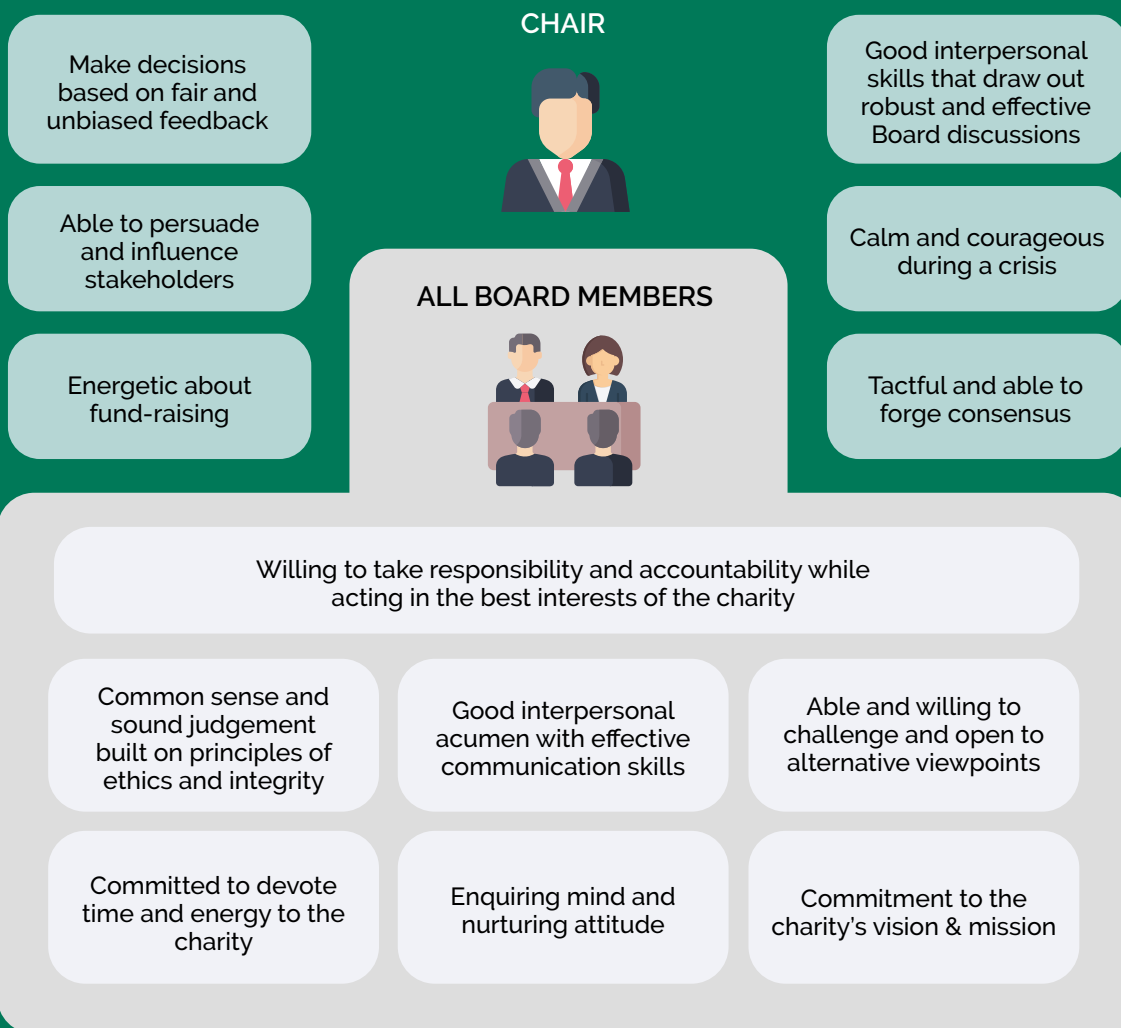 CHAIR
Make decisions
based on fair and
unbiased feedback
Able to persuade
and influence
stakeholders
Energetic about
fund-raising
Good interpersonal
skills that draw out
robust and effective
Board discussions
Calm and courageous
during a crisis
Tactful and able to
forge consensus
ALL BOARD MEMBERS
Willing to take responsibility and accountability while
acting in the best interests of the charity
Common sense and
sound judgement
built on principles of
ethics and integrity
Good interpersonal
acumen with effective
communication skills
Able and willing to
challenge and open to
alternative viewpoints
Committed to devote
time and energy to the
charity
Enquiring mind and
nurturing attitude
Commitment to the
charity’s vision & mission